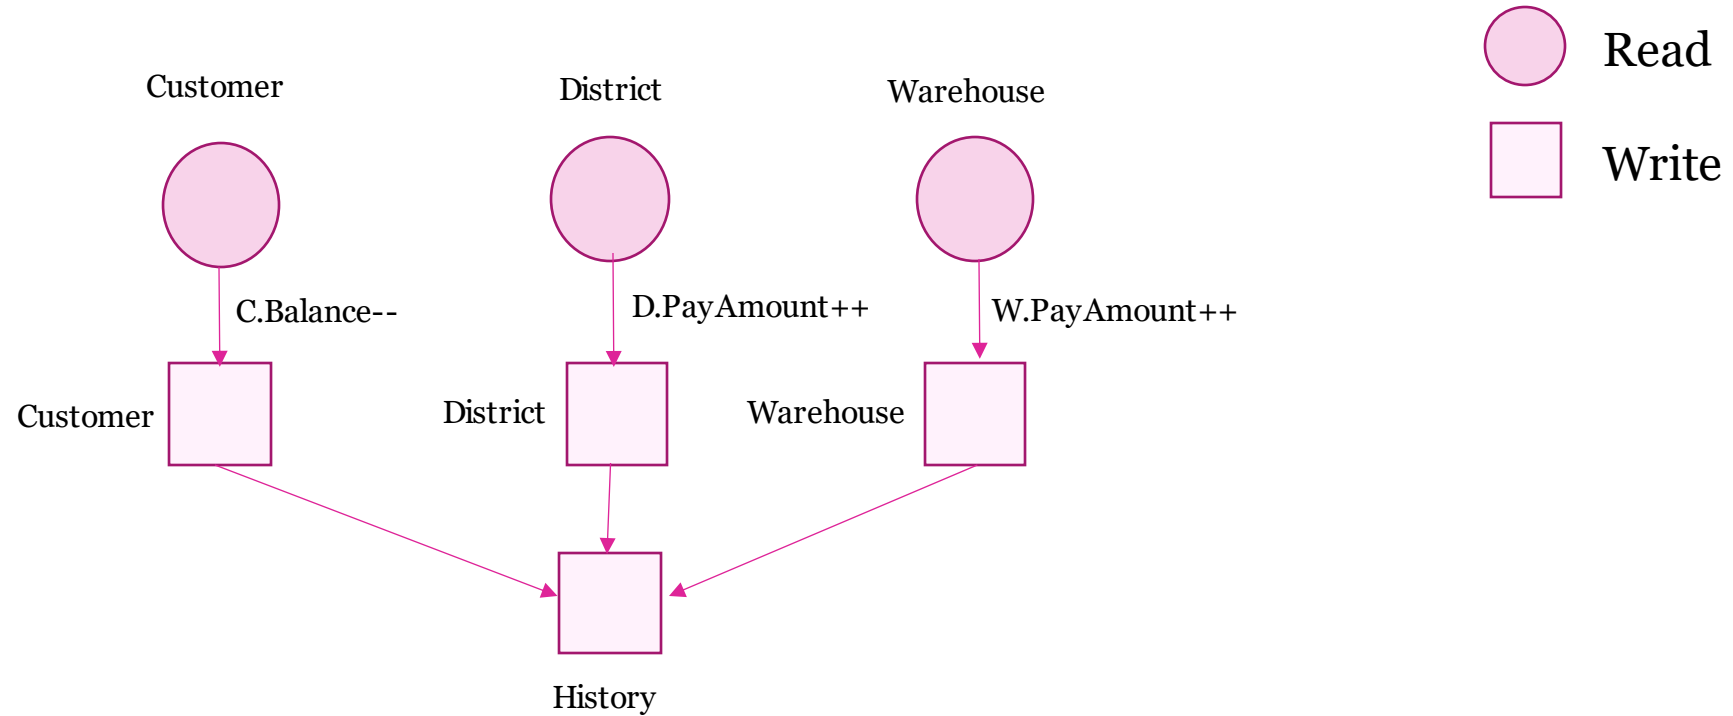 Read
Customer
District
Warehouse
Write
C.Balance--
D.PayAmount++
W.PayAmount++
Customer
District
Warehouse
History